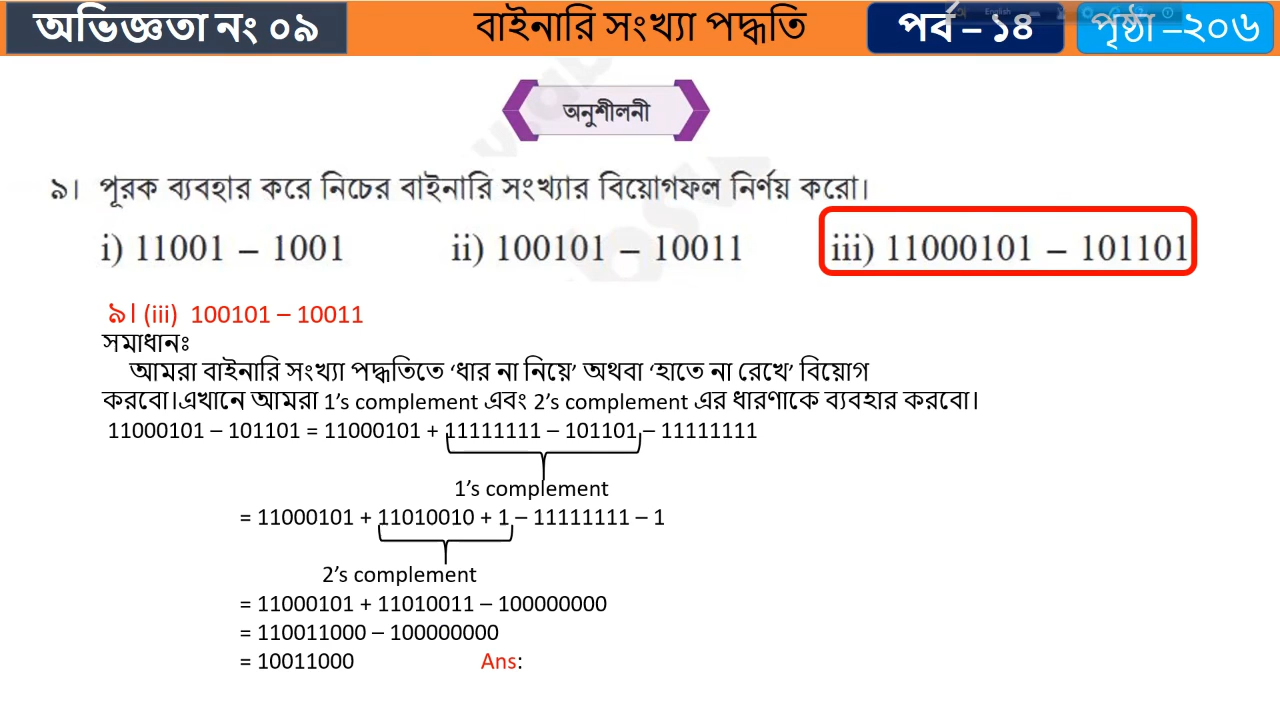 অভিজ্ঞতা নং ০৯ বাইনারি সংখ্যা পদ্ধতি পর্ব – ১৪ পৃষ্ঠা –২০৬
English
অনুশীলনী
৯। পূরক ব্যবহার করে নিচের বাইনারি সংখ্যার বিয়োগফল নির্ণয় করো।
i) 11001 – 1001 ii) 100101 – 10011 iii) 11000101 – 101101
৯। (iii) 100101 – 10011
সমাধানঃ
আমরা বাইনারি সংখ্যা পদ্ধতিতে ‘ধার না নিয়ে’ অথবা ‘হাতে না রেখে’ বিয়োগ
করবো।এখানে আমরা 1’s complement এবং 2’s complement এর ধারণাকে ব্যবহার করবো।
11000101 – 101101 = 11000101 + 11111111 – 101101 – 11111111
1’s complement
= 11000101 + 11010010 + 1 – 11111111 – 1
2’s complement
= 11000101 + 11010011 – 100000000
= 110011000 – 100000000
= 10011000 Ans: